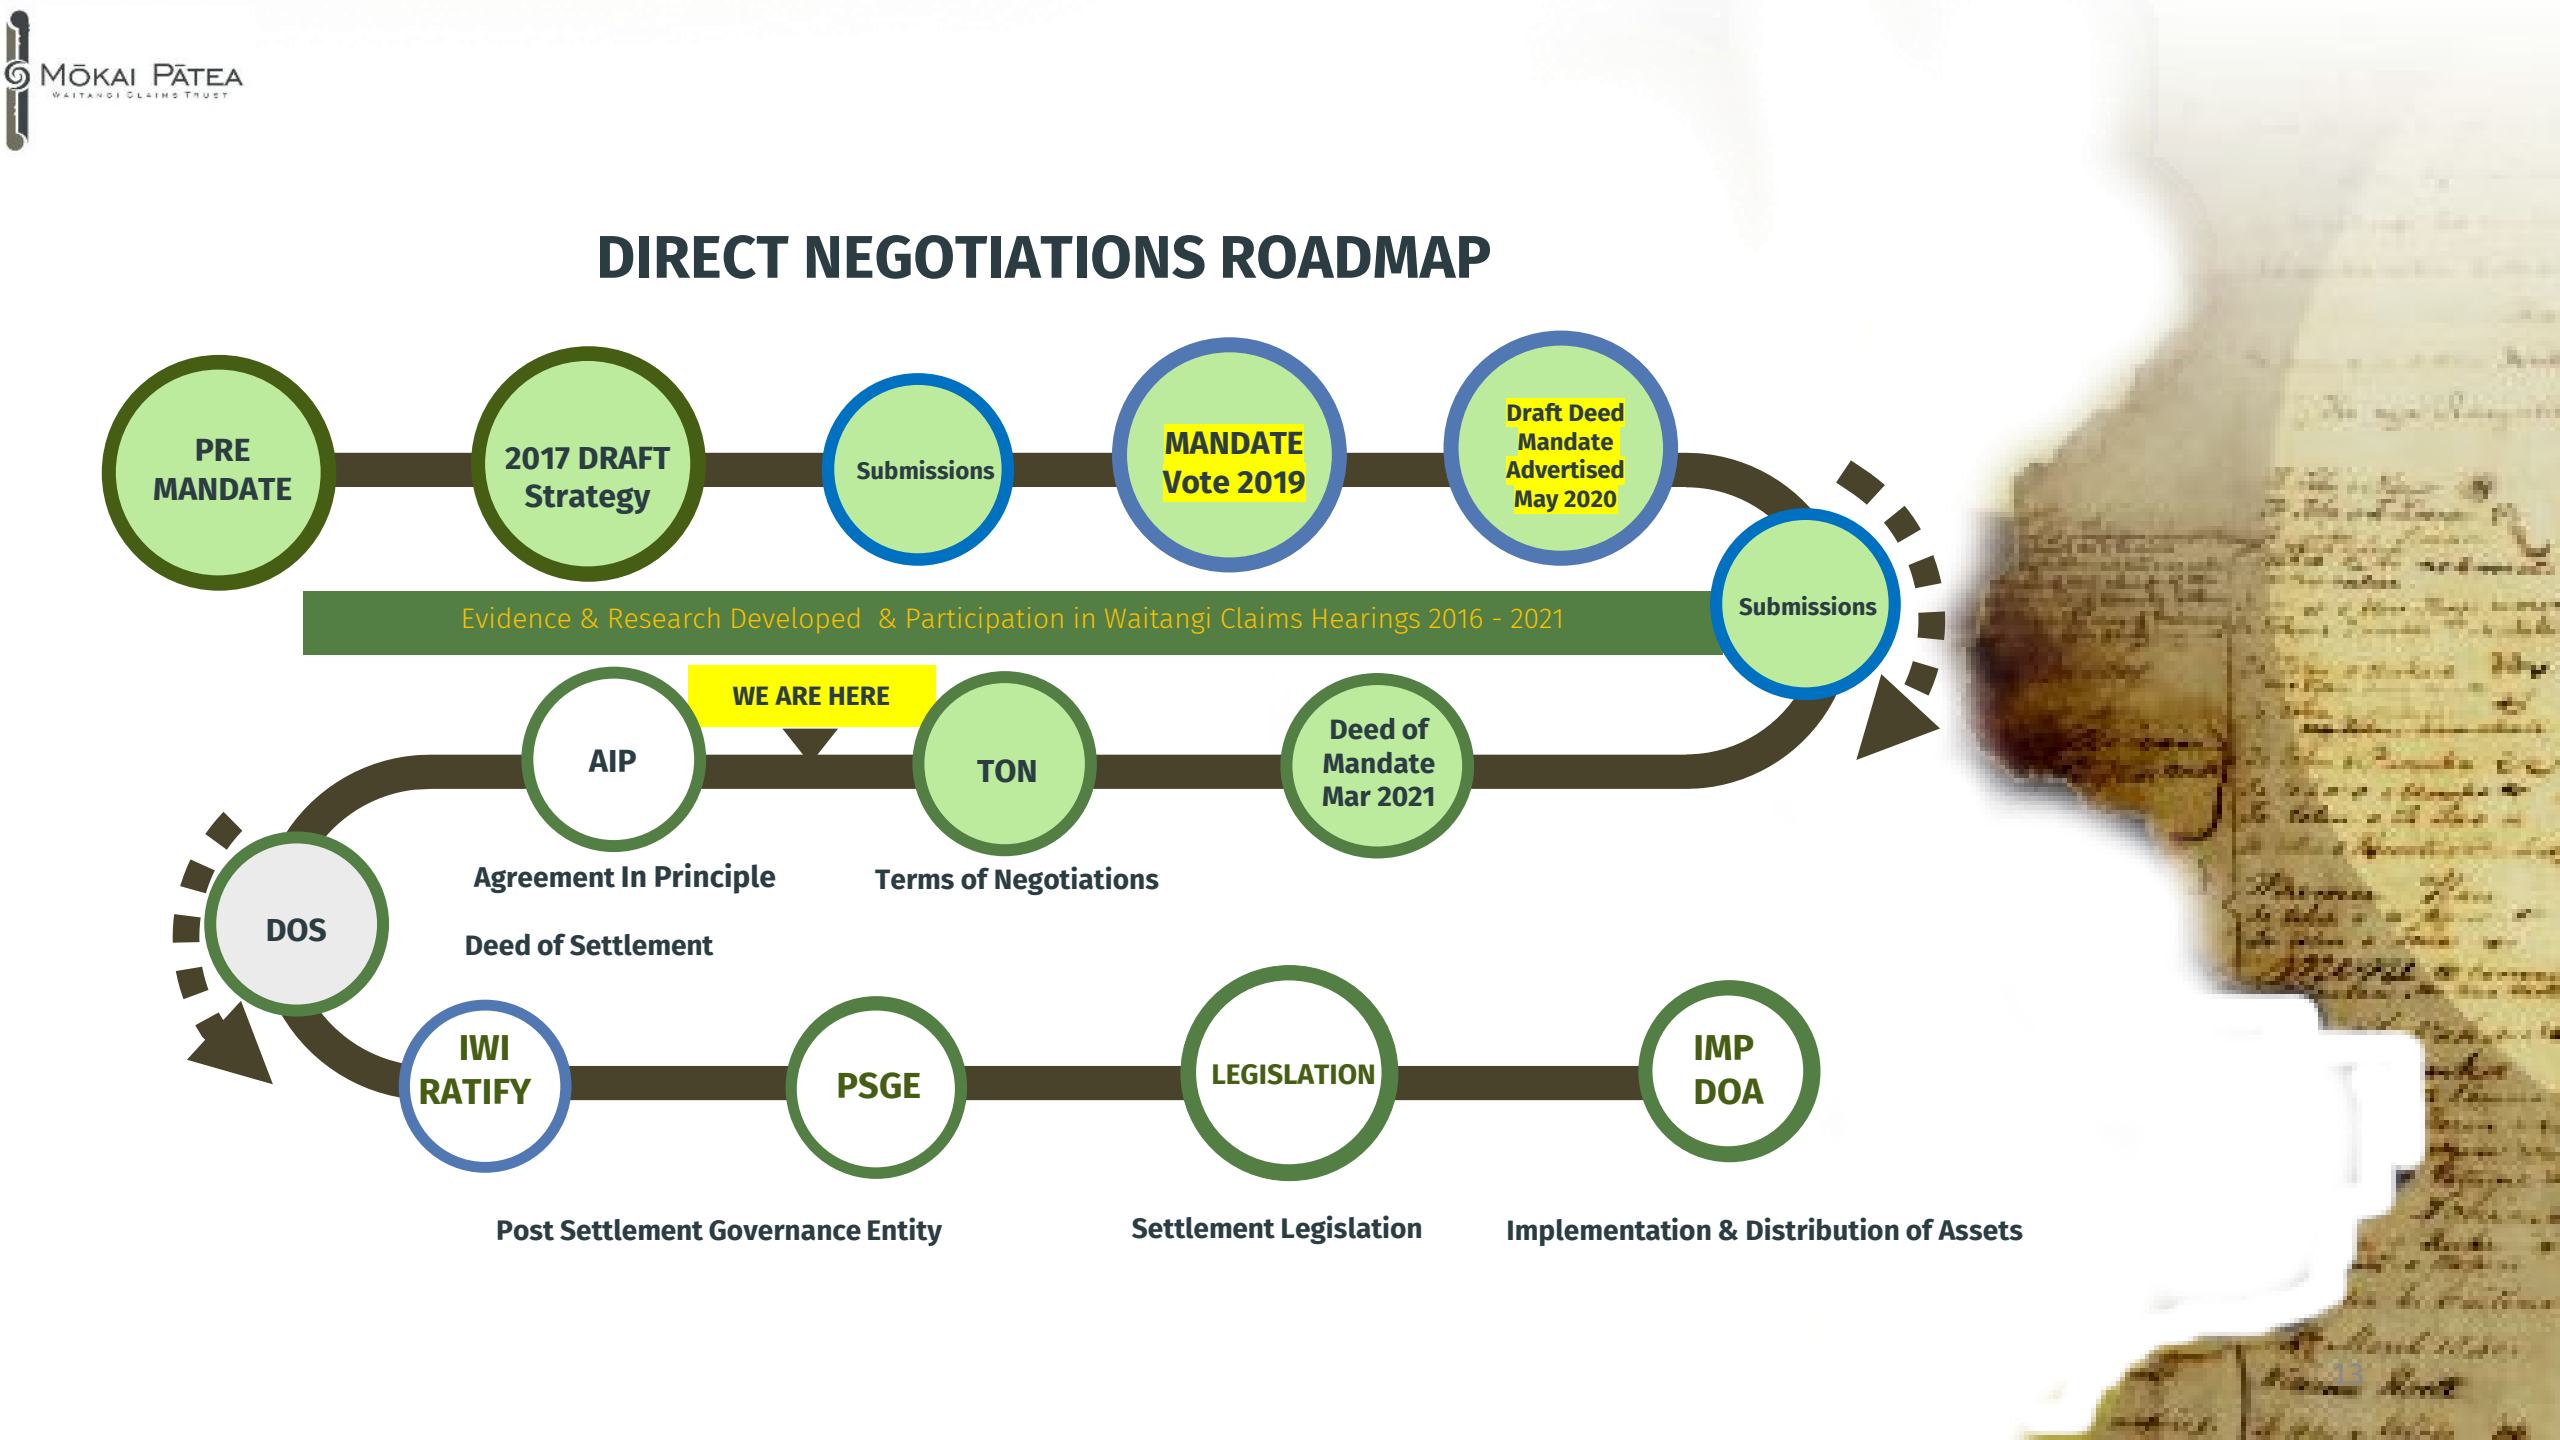 MŌKAI PĀTEA
WAITANGI CLAIMS TRUST
DIRECT NEGOTIATIONS ROADMAP
PRE
MANDATE
2017 DRAFT
Strategy
Submissions
MANDATE
Vote 2019
Draft Deed
Mandate
Advertised
May 2020
Submissions
Evidence & Research Developed & Participation in Waitangi Claims Hearings 2016 - 2021
WE ARE HERE
Deed of
Mandate
Mar 2021
TON
Terms of Negotiations
AIP
Agreement In Principle
DOS
Deed of Settlement
IWI
RATIFY
PSGE
LEGISLATION
IMP
DOA
Post Settlement Governance Entity
Settlement Legislation
Implementation & Distribution of Assets
13